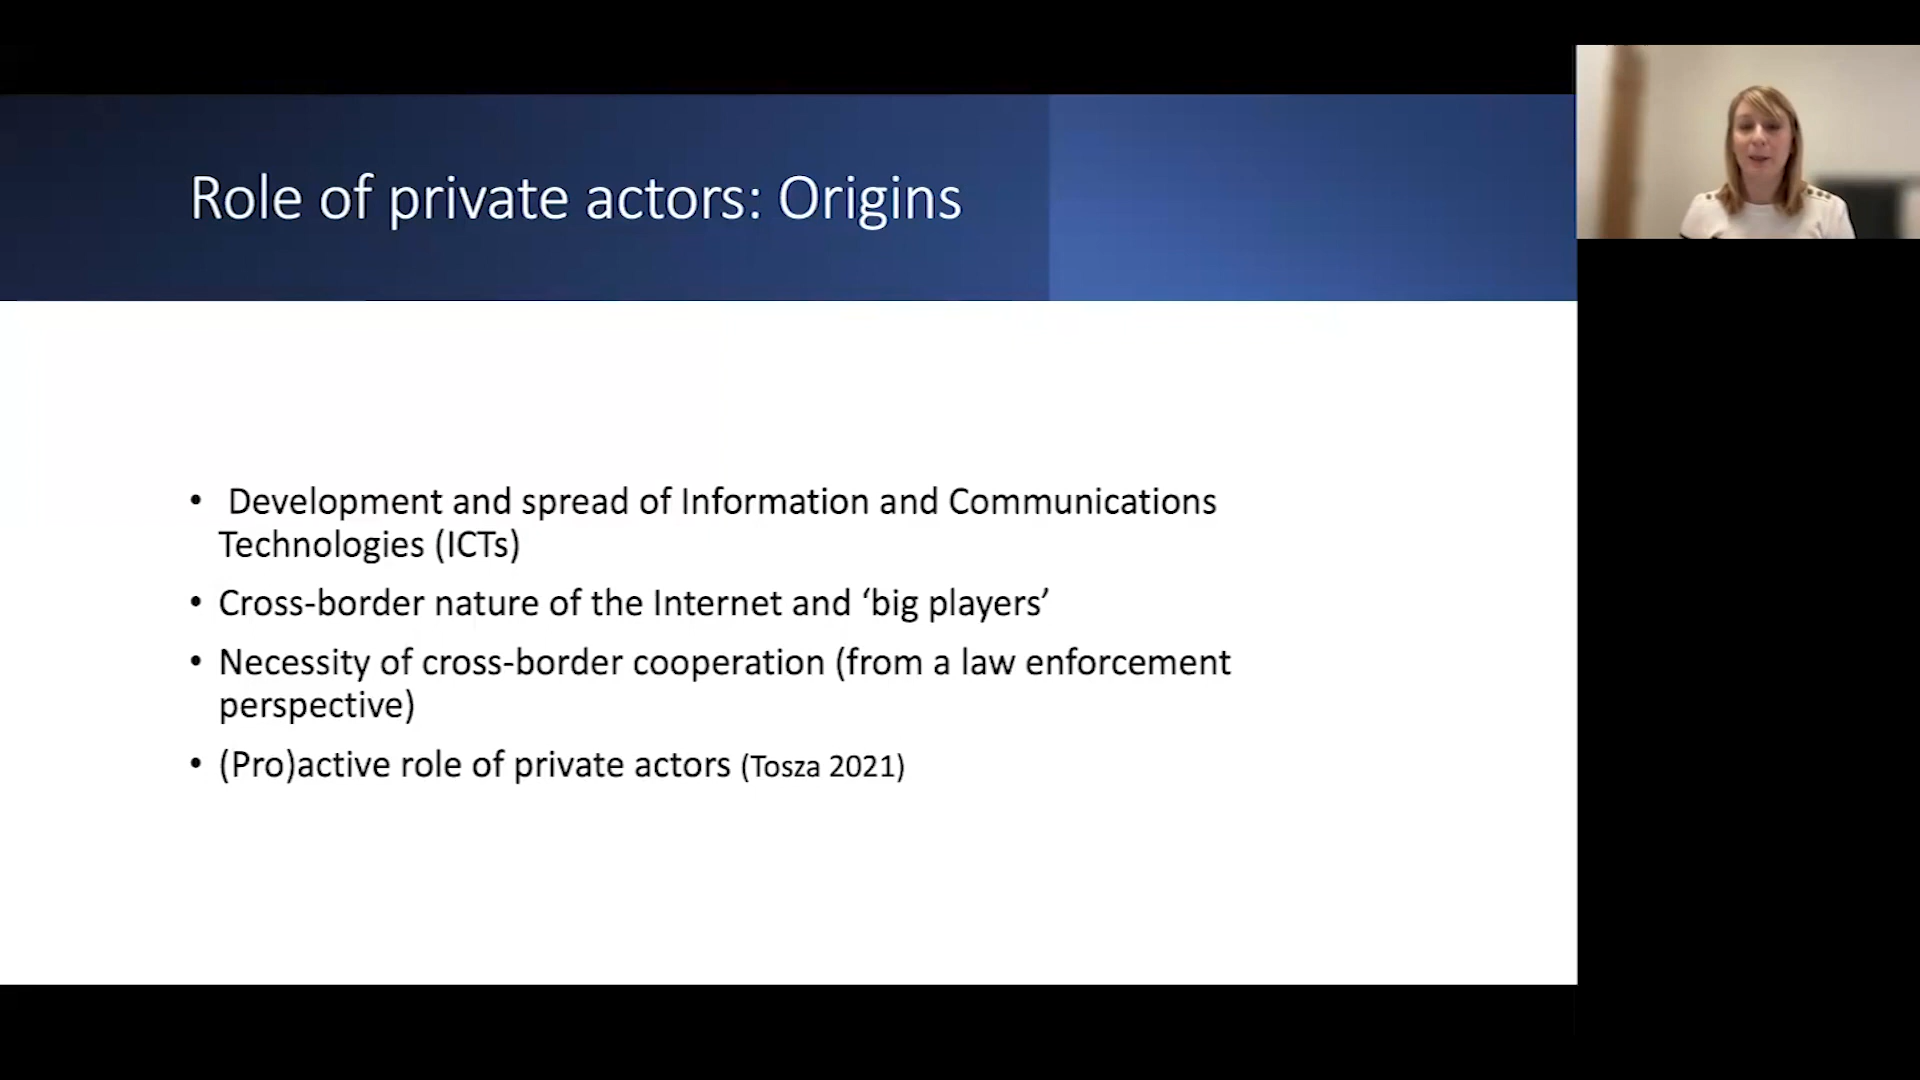 Role of private actors: Origins
• Development and spread of Information and Communications
Technologies (ICTs)
• Cross-border nature of the Internet and ‘big players’
• Necessity of cross-border cooperation (from a law enforcement
perspective)
• (Pro)active role of private actors (Tosza 2021)